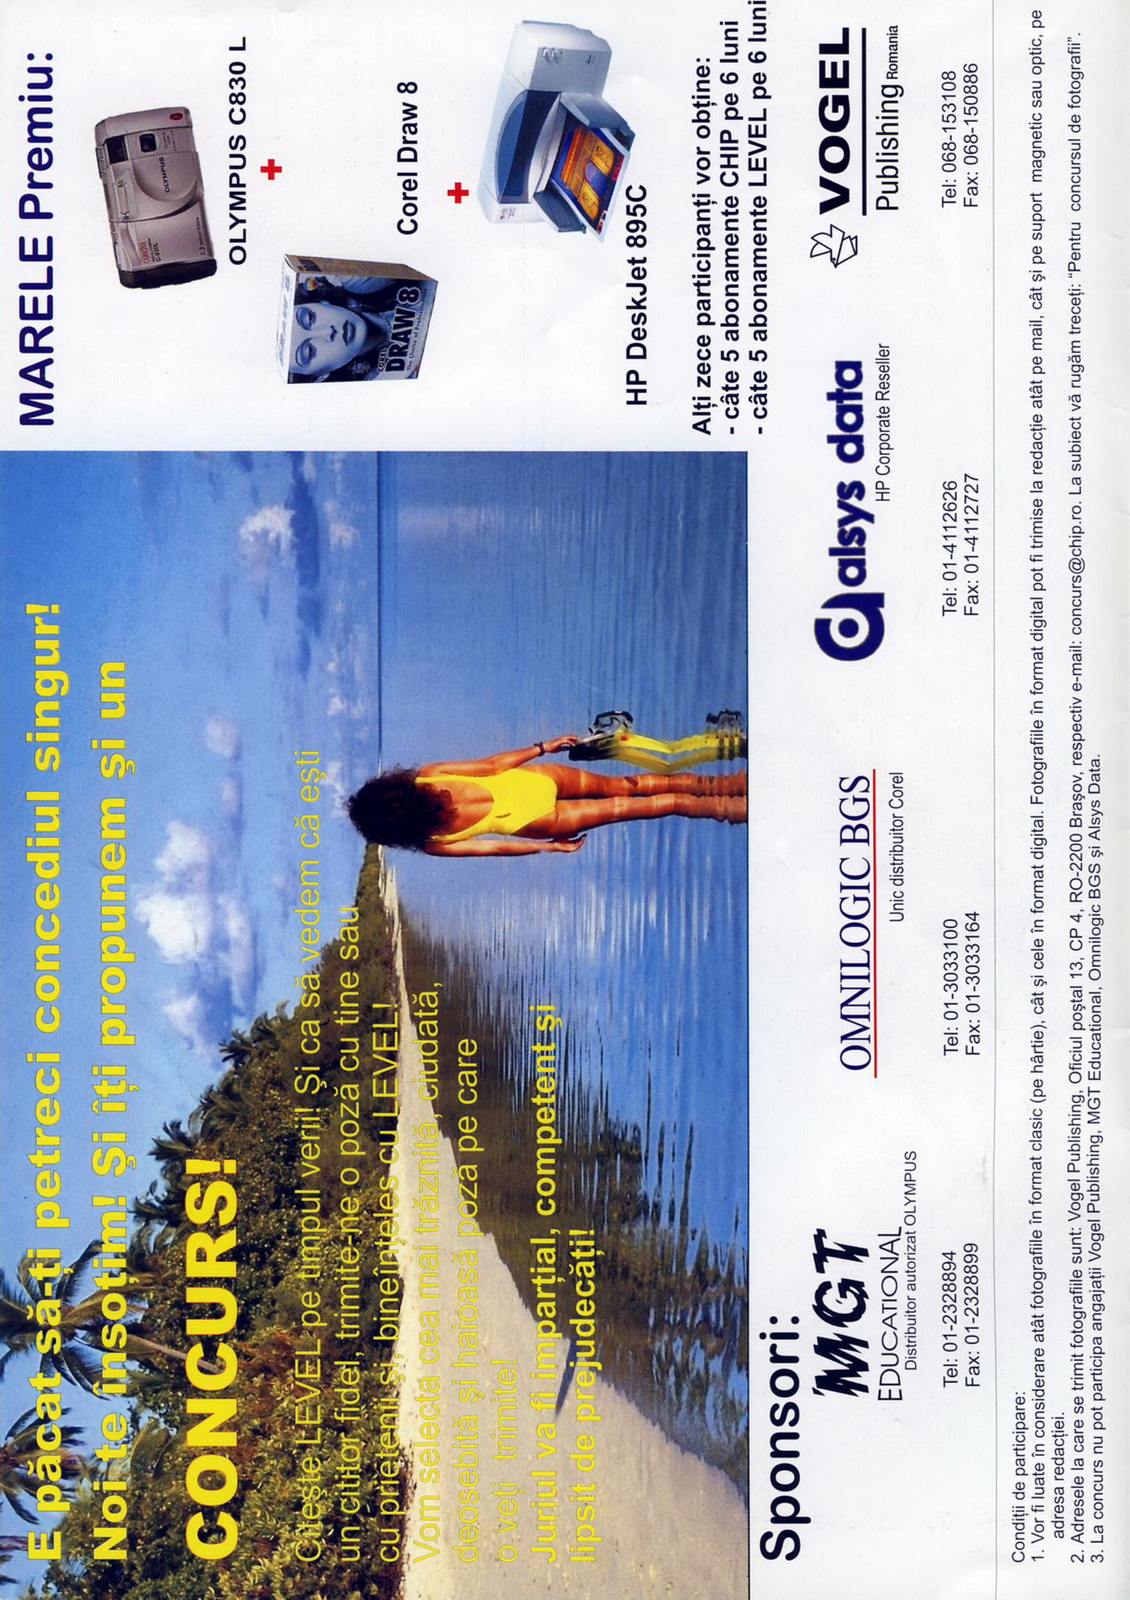 E păcat să-ți petreci concediul singur!
Noi te însoțim! Și îți propunem și un
CONCURS!
Citește LEVEL pe timpul verii! Și ca să vedem că ești
un cititor fidel, trimite-ne o poză cu tine sau
cu prietenii și, bineînțeles cu LEVEL!
Vom selecta cea mai trăznită, ciudată,
deosebită și haioasă poză pe care
o veți trimite!
Juriul va fi imparțial, competent și
lipsit de prejudecăți!
MARELE Premiu:
OLYMPUS
OLYMPUS C830 L
+
COREL
DRAW 8
Corel Draw 8
+
HP DeskJet 895C
Alți zece participanți vor obține:
- câte 5 abonamente CHIP pe 6 luni
- câte 5 abonamente LEVEL pe 6 luni
Sponsori:
MGT
EDUCATIONAL
Distribuitor autorizat OLYMPUS
Tel: 01-2328894
Fax: 01-2328899
OMNILOGIC BGS
Unic distribuitor Corel
Tel: 01-3033100
Fax: 01-3033164
alsys data
HP Corporate Reseller
Tel: 01-4112626
Fax: 01-4112727
VOGEL
Publishing Romania
Tel: 068-153108
Fax: 068-150886
Condiții de participare:
1. Vor fi luate în considerare atât fotografiile în format clasic (pe hârtie), cât și cele în format digital. Fotografiile în format digital pot fi trimise la redacție atât pe mail, cât și pe suport magnetic sau optic, pe
adresa redacției.
2. Adresele la care se trimit fotografiile sunt: Vogel Publishing, Oficiul poștal 13, CP 4, RO-2200 Brașov, respectiv e-mail: concurs@chip.ro. La subiect vă rugăm treceți: "Pentru concursul de fotografii".
3. La concurs nu pot participa angajații Vogel Publishing, MGT Educational, Omnilogic BGS și Alsys Data.